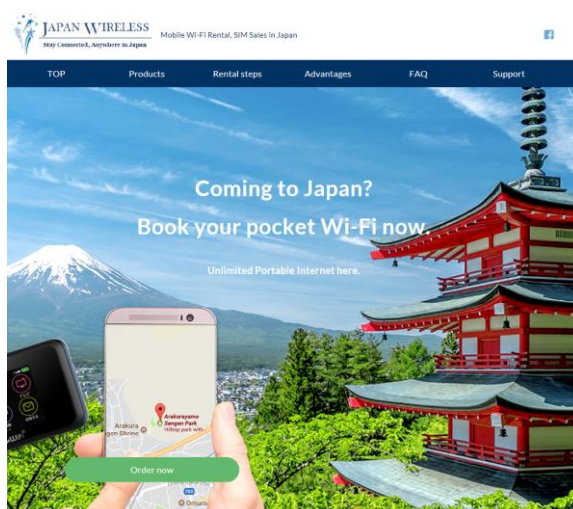 JAPAN WIRELESS
Stay Connected, Anywhere in Japan
Mobile Wi-Fi Rental, SIM Sales in Japan
TOP
Products
Rental steps
Advantages
FAQ
Support
Coming to Japan?
Book your pocket Wi-Fi now.
Unlimited Portable Internet here.
Arakurayama
Sengen Park
Hilltop park with
Arakura
gen Shrine
Order now
Omuro